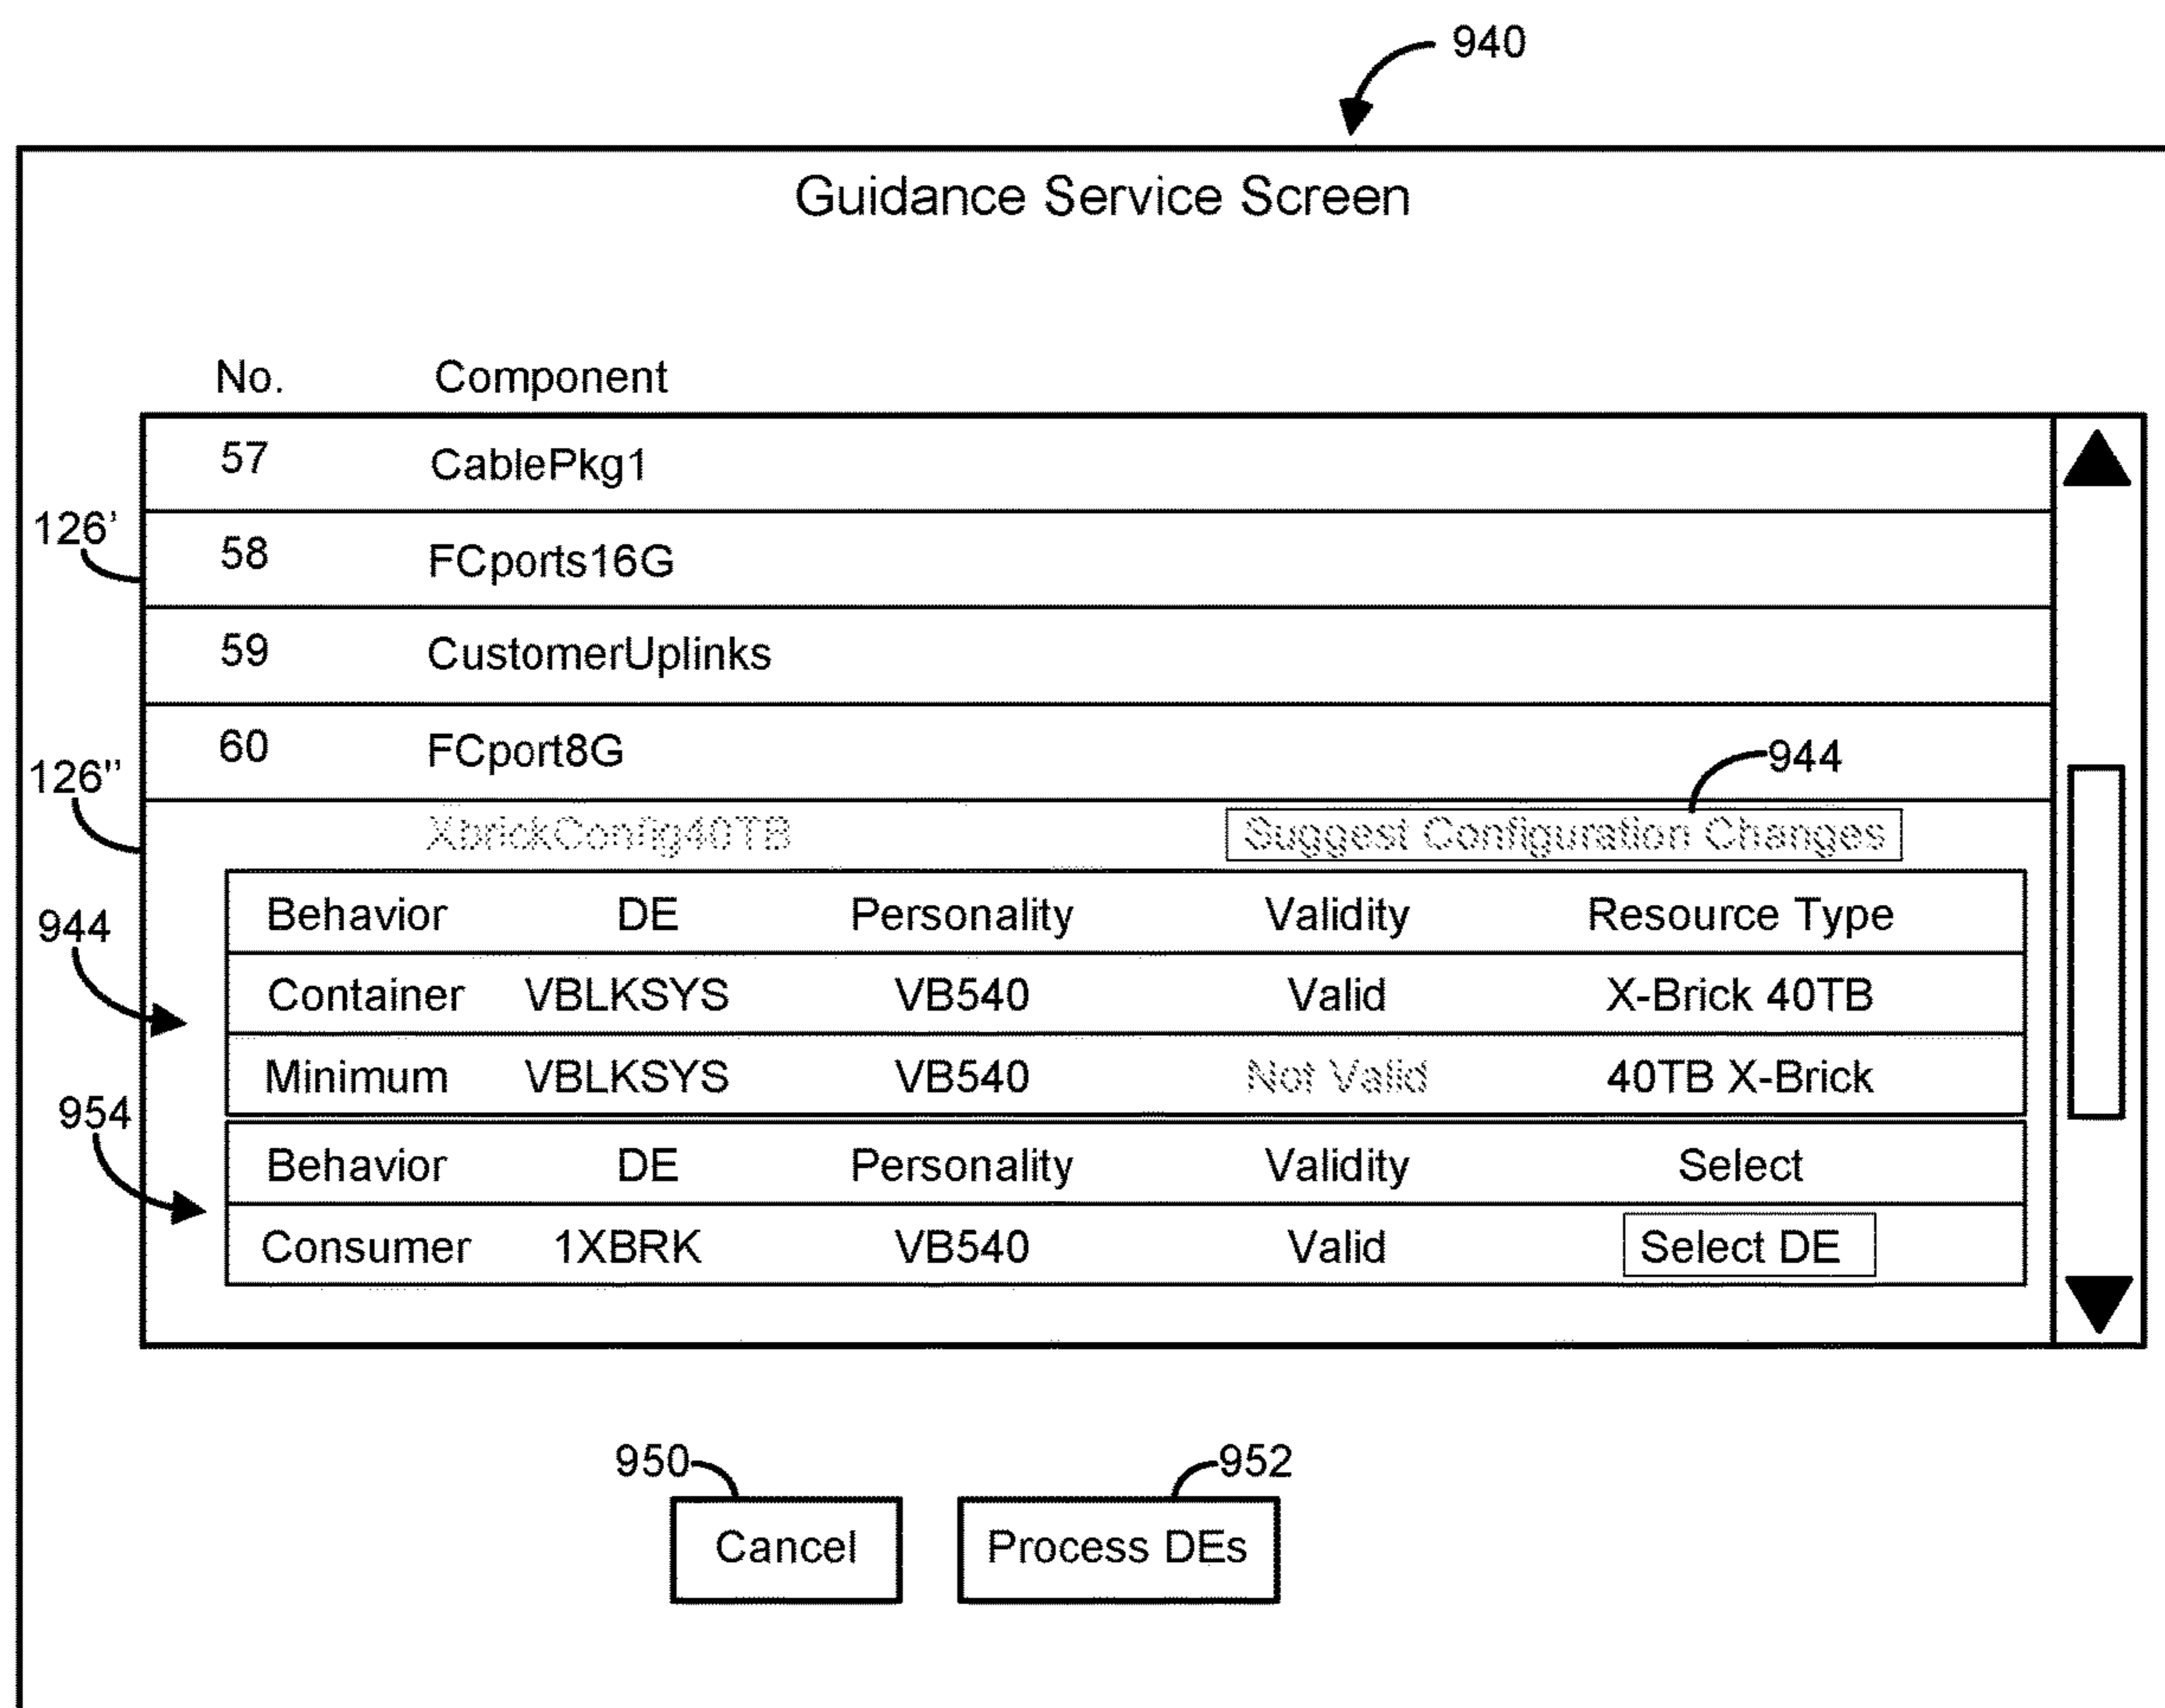 940
Guidance Service Screen
No. Component
57 CablePkg1
126' 58 FCports16G
59 CustomerUplinks
60 FCport8G
126" 944
XbrickConfig40TB Suggest Configuration Changes
944 Behavior DE Personality Validity Resource Type
Container VBLKSYS VB540 Valid X-Brick 40TB
Minimum VBLKSYS VB540 Not Valid 40TB X-Brick
954
Behavior DE Personality Validity Select
Consumer 1XBRK VB540 Valid Select DE
950 952
Cancel Process DEs